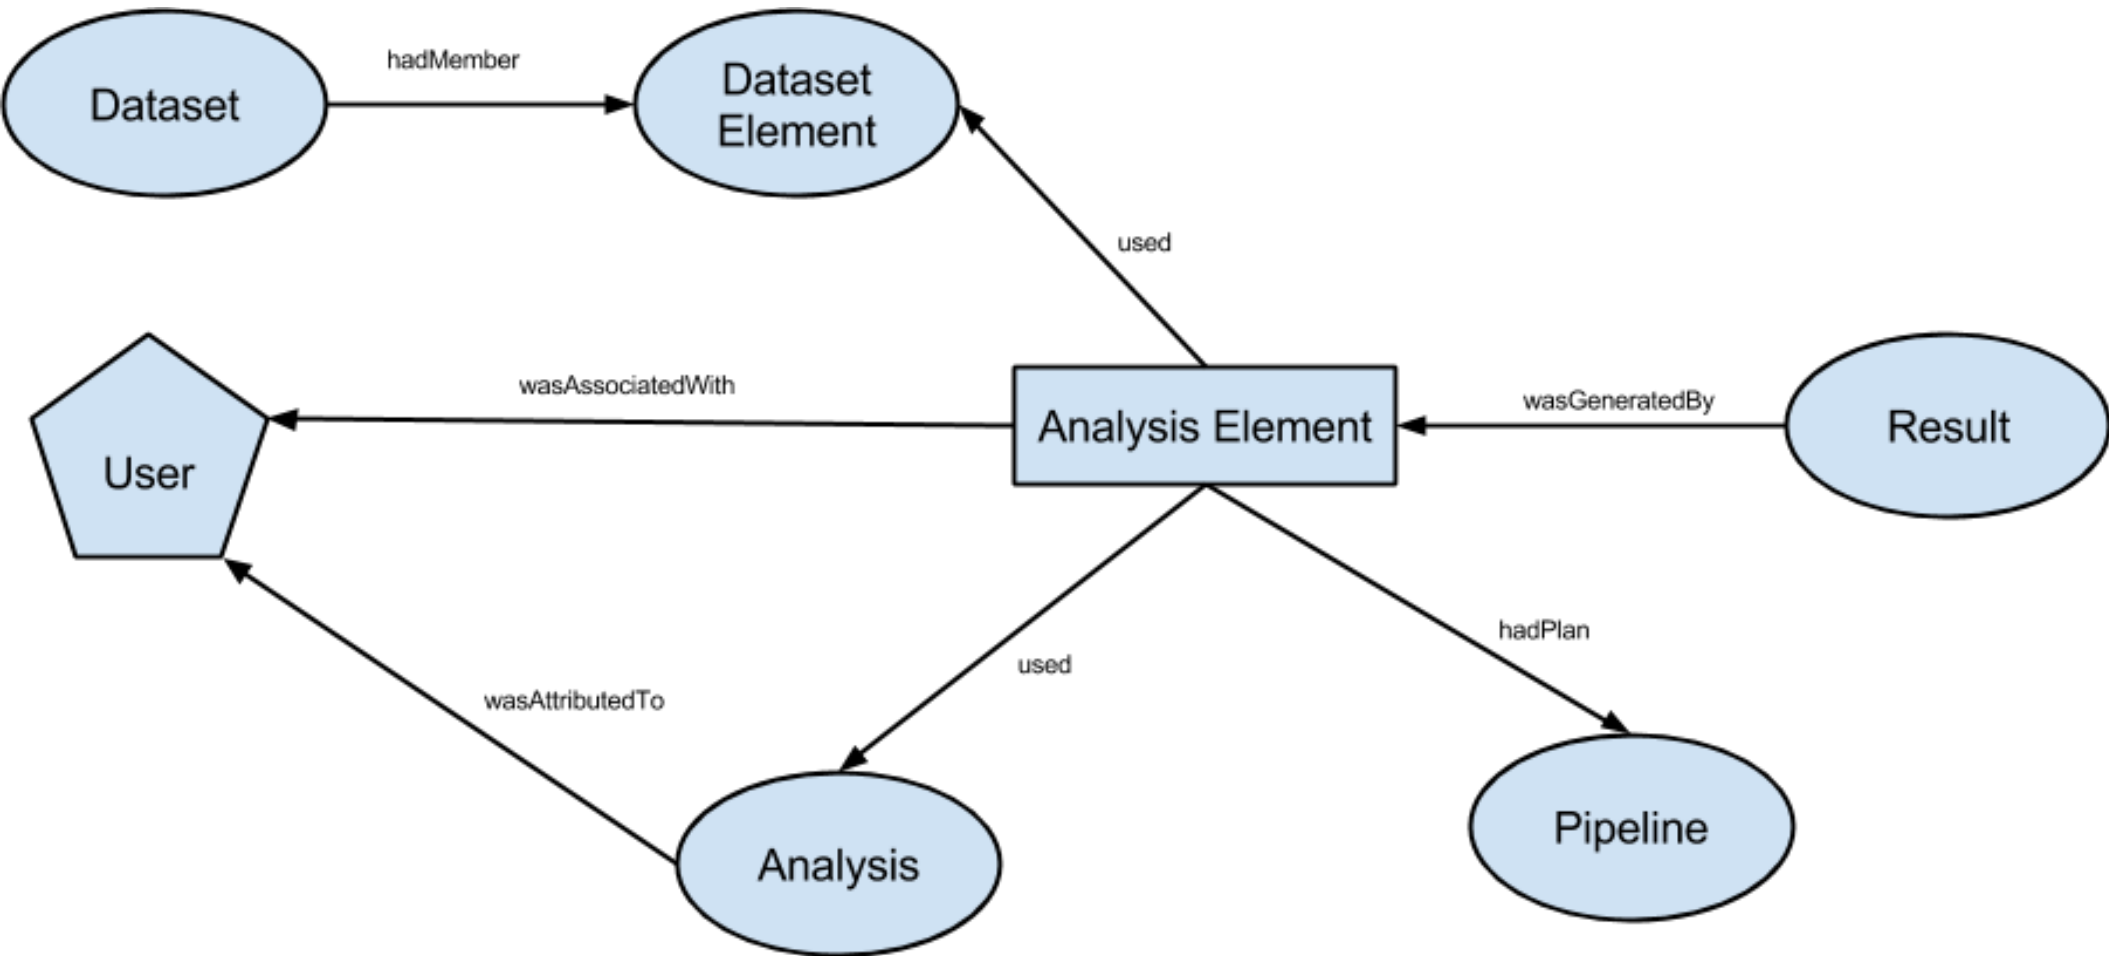 Dataset
hadMember
Dataset
Element
used
User
wasAssociatedWith
Analysis Element
wasGeneratedBy
Result
wasAttributedTo
used
hadPlan
Analysis
Pipeline